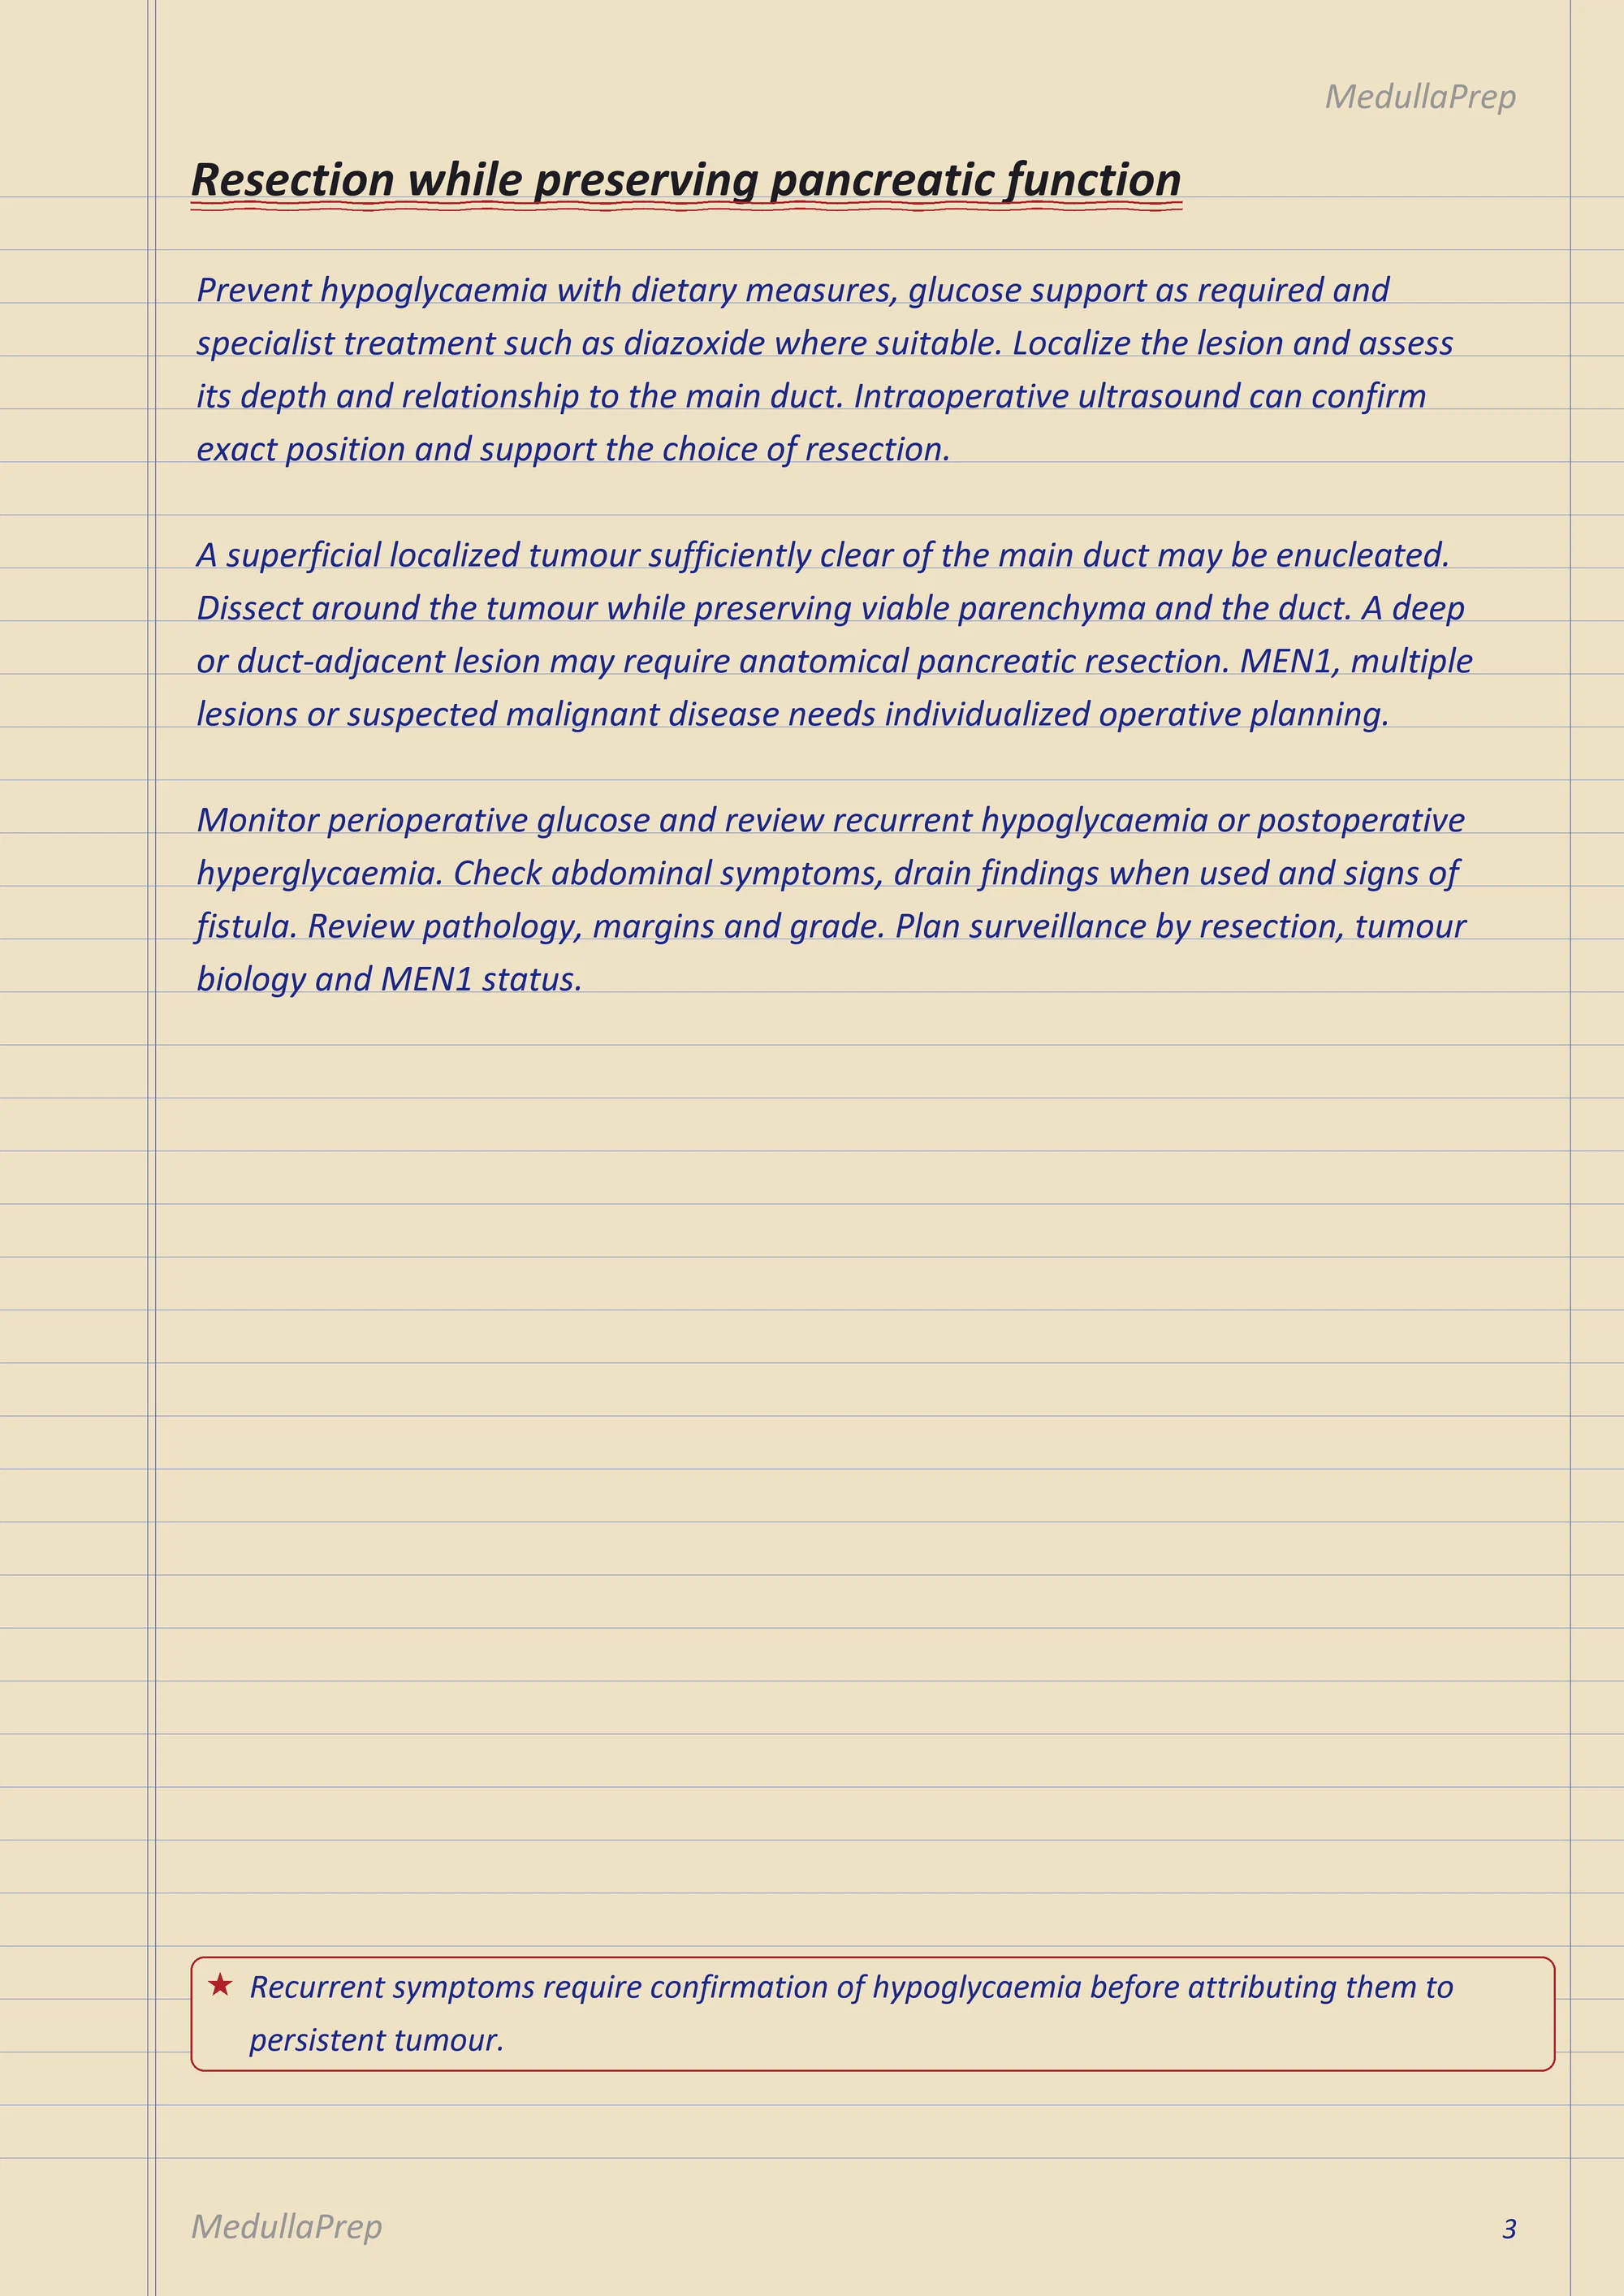 MedullaPrep
Resection while preserving pancreatic function
Prevent hypoglycaemia with dietary measures, glucose support as required and
specialist treatment such as diazoxide where suitable. Localize the lesion and assess
its depth and relationship to the main duct. Intraoperative ultrasound can confirm
exact position and support the choice of resection.
A superficial localized tumour sufficiently clear of the main duct may be enucleated.
Dissect around the tumour while preserving viable parenchyma and the duct. A deep
or duct-adjacent lesion may require anatomical pancreatic resection. MEN1, multiple
lesions or suspected malignant disease needs individualized operative planning.
Monitor perioperative glucose and review recurrent hypoglycaemia or postoperative
hyperglycaemia. Check abdominal symptoms, drain findings when used and signs of
fistula. Review pathology, margins and grade. Plan surveillance by resection, tumour
biology and MEN1 status.
★ Recurrent symptoms require confirmation of hypoglycaemia before attributing them to
persistent tumour.
MedullaPrep
3